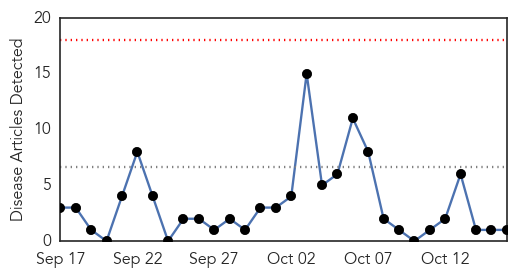 Disease Articles Detected
20
15
10
5
0
Sep 17
Sep 22
Sep 27
Oct 02
Oct 07
Oct 12